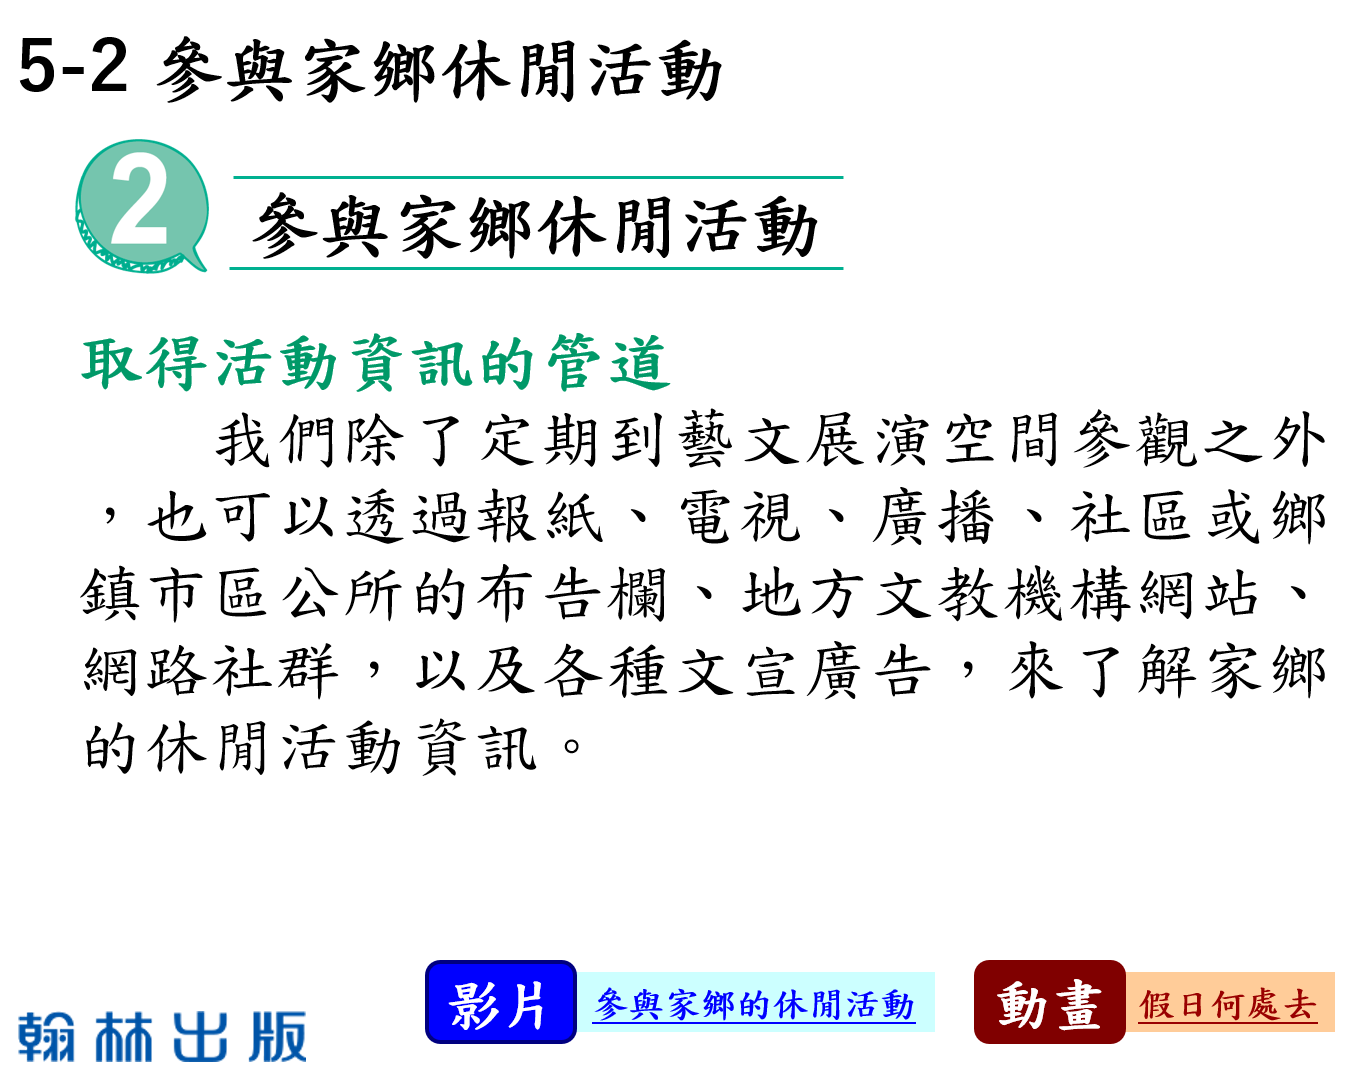 5-2 參與家鄉休閒活動
2
參與家鄉休閒活動
取得活動資訊的管道
我們除了定期到藝文展演空間參觀之外
，也可以透過報紙、電視、廣播、社區或鄉
鎮市區公所的布告欄、地方文教機構網站、
網路社群，以及各種文宣廣告，來了解家鄉
的休閒活動資訊。
影片 參與家鄉的休閒活動 動畫 假日何處去
翰林出版